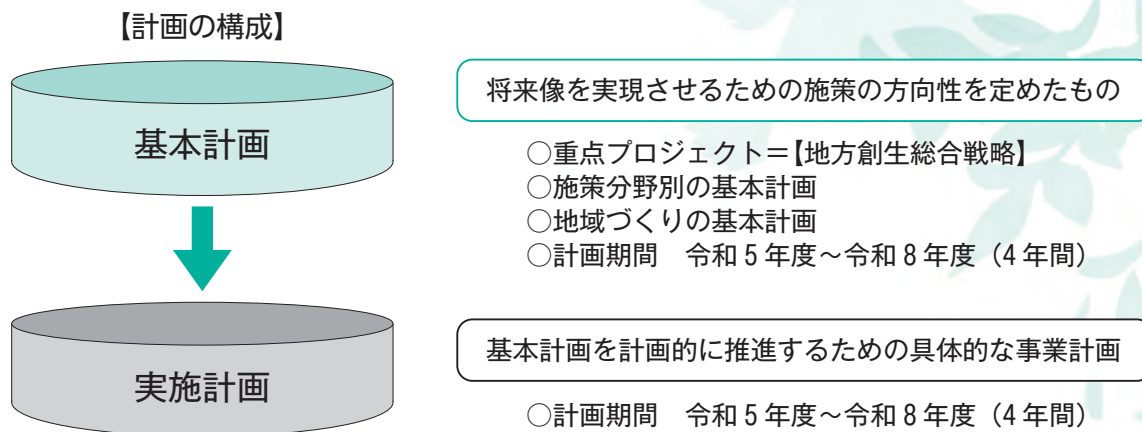 【計画の構成】
基本計画
将来像を実現させるための施策の方向性を定めたもの
○重点プロジェクト=【地方創生総合戦略】
○施策分野別の基本計画
○地域づくりの基本計画
○計画期間　令和5年度～令和8年度（4年間）
実施計画
基本計画を計画的に推進するための具体的な事業計画
○計画期間　令和5年度～令和8年度（4年間）